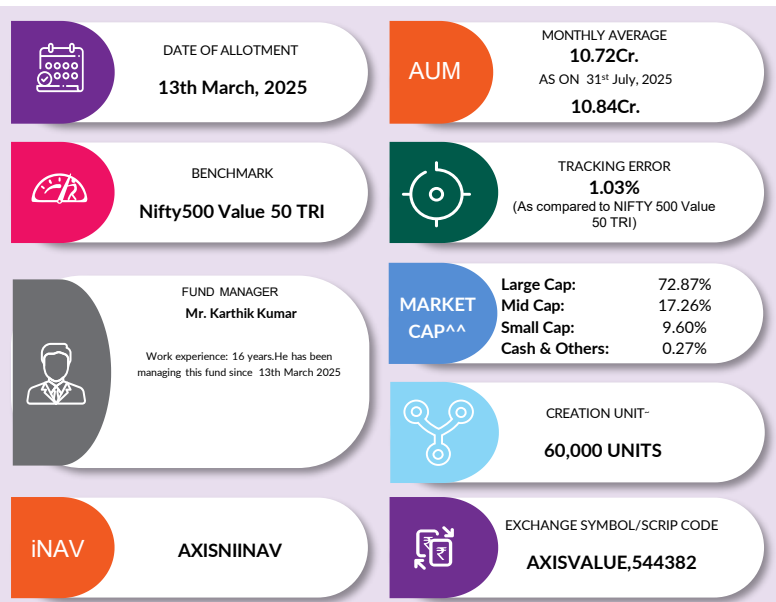 DATE OF ALLOTMENT
13th March, 2025
AUM
MONTHLY AVERAGE
10.72Cr.
AS ON 31st July, 2025
10.84Cr.
BENCHMARK
Nifty500 Value 50 TRI
TRACKING ERROR
1.03%
(As compared to NIFTY 500 Value
50 TRI)
FUND MANAGER
Mr. Karthik Kumar
Work experience: 16 years.He has been
managing this fund since 13th March 2025
MARKET
CAP^^
Large Cap: 72.87%
Mid Cap: 17.26%
Small Cap: 9.60%
Cash & Others: 0.27%
CREATION UNIT~
60,000 UNITS
iNAV
AXISNIINAV
₹
₹
EXCHANGE SYMBOL/SCRIP CODE
AXISVALUE,544382